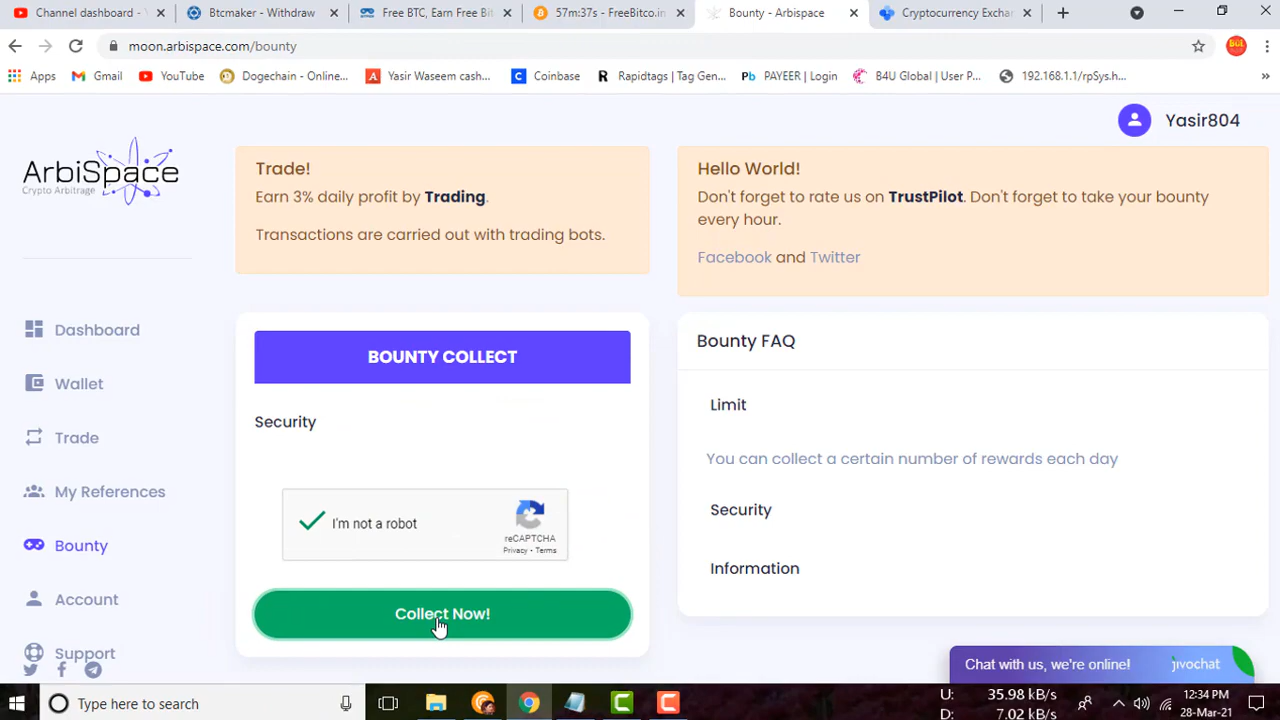 Channel dashboard - Y
Btcmaker - Withdraw
Free BTC, Earn Free Bi
57m:37s - FreeBitco.in
Bounty - Arbispace
Cryptocurrency Exchan
moon.arbispace.com/bounty
Apps
Gmail
YouTube
Dogechain - Online...
Yasir Waseem cash...
Coinbase
Rapidtags | Tag Gen...
PAYEER | Login
B4U Global | User P...
192.168.1.1/rpSys.h...
»
Yasir804
ArbiSpace
Crypto Arbitrage
Trade!
Earn 3% daily profit by Trading.
Transactions are carried out with trading bots.
Hello World!
Don't forget to rate us on TrustPilot. Don't forget to take your bounty
every hour.
Facebook and Twitter
Dashboard
Wallet
Trade
My References
Bounty
Account
Support
BOUNTY COLLECT
Security
I'm not a robot
reCAPTCHA
Privacy - Terms
Collect Now!
Bounty FAQ
Limit
You can collect a certain number of rewards each day
Security
Information
Chat with us, we're online!
jivochat
Type here to search
U: 35.98 kB/s
D: 7.02 kB/s
12:34 PM
28-Mar-21